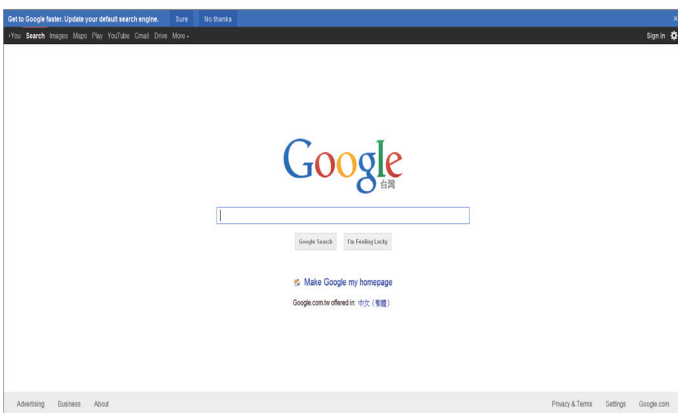 Get to Google faster. Update your default search engine. Sure No thanks ×
+You Search Images Maps Play YouTube Gmail Drive More Sign in
Google
台灣
Google Search I'm Feeling Lucky
Make Google my homepage
Google.com.tw offered in: 中文（繁體）
Advertising Business About Privacy & Terms Settings Google.com